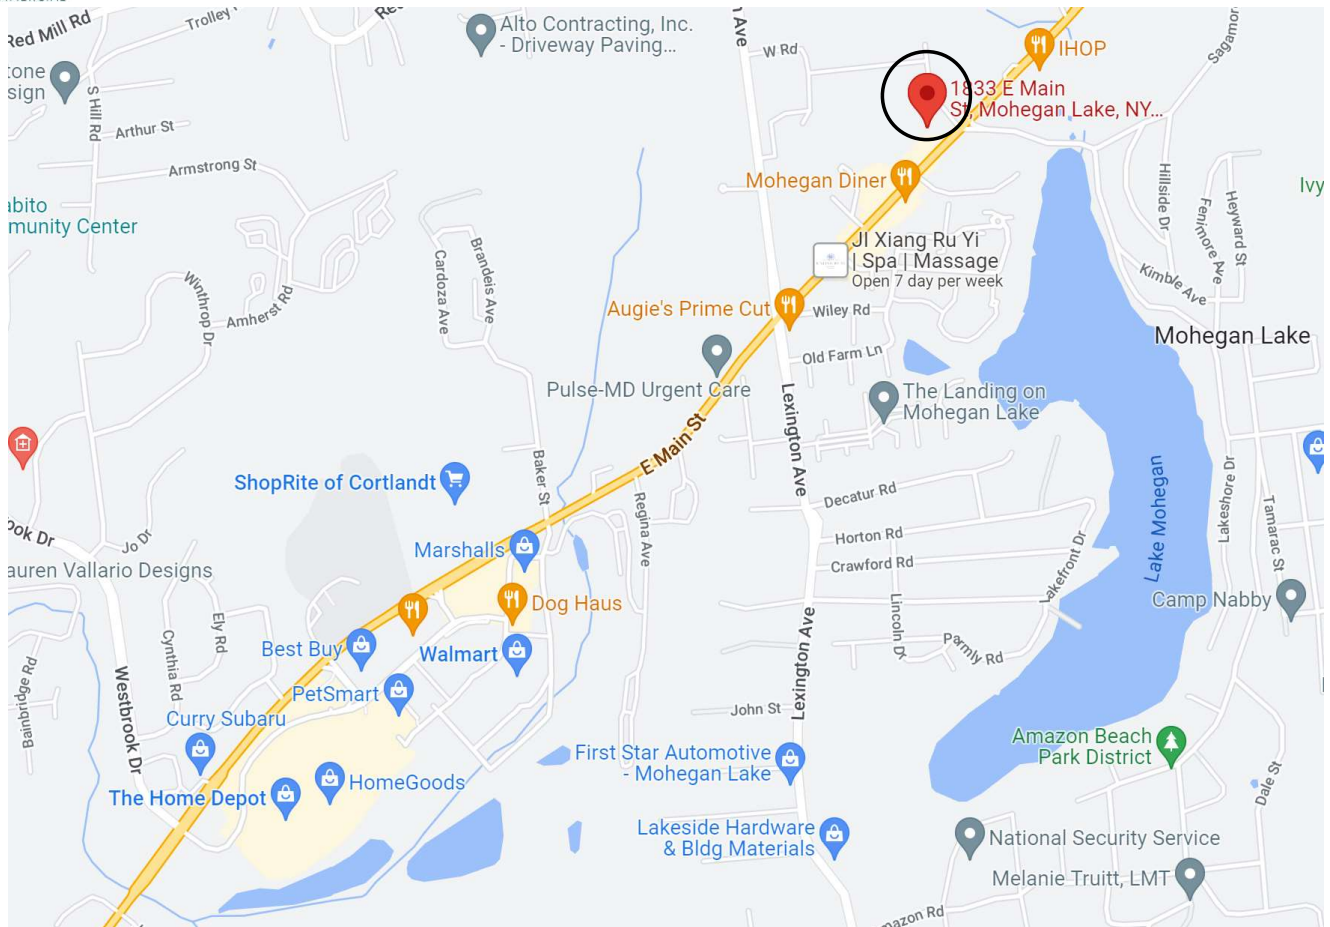 Red Mill Rd
Trolley
Alto Contracting, Inc.
- Driveway Paving...
Ave
W Rd
IHOP
Sagamor
tone
sign
S Hill Rd
Arthur St
1833 E Main
St, Mohegan Lake, NY...
Armstrong St
Mohegan Diner
Hillside Dr
Ivy
abito
munity Center
Fenimore Ave
Heyward St
Cardoza Ave
Brandeis Ave
JI Xiang Ru Yi
| Spa | Massage
Open 7 day per week
Kimble Ave
Winthrop Dr
Amherst Rd
Augie's Prime Cut
Wiley Rd
Mohegan Lake
Old Farm Ln
Pulse-MD Urgent Care
The Landing on
Mohegan Lake
Lexington Ave
E Main St
ShopRite of Cortlandt
Baker St
Decatur Rd
Lake Mohegan
Lakeshore Dr
Tamarac St
Regina Ave
ook Dr
Jo Dr
Marshalls
Horton Rd
Crawford Rd
auren Vallario Designs
Lakefront Dr
Dog Haus
Camp Nabby
Ely Rd
Cynthia Rd
Lincoln Dr
Best Buy
Walmart
Parmly Rd
Lexington Ave
Bainbridge Rd
Westbrook Dr
PetSmart
John St
Curry Subaru
Amazon Beach
Park District
First Star Automotive
- Mohegan Lake
The Home Depot
HomeGoods
Dale St
Lakeside Hardware
& Bldg Materials
National Security Service
Melanie Truitt, LMT
mazon Rd